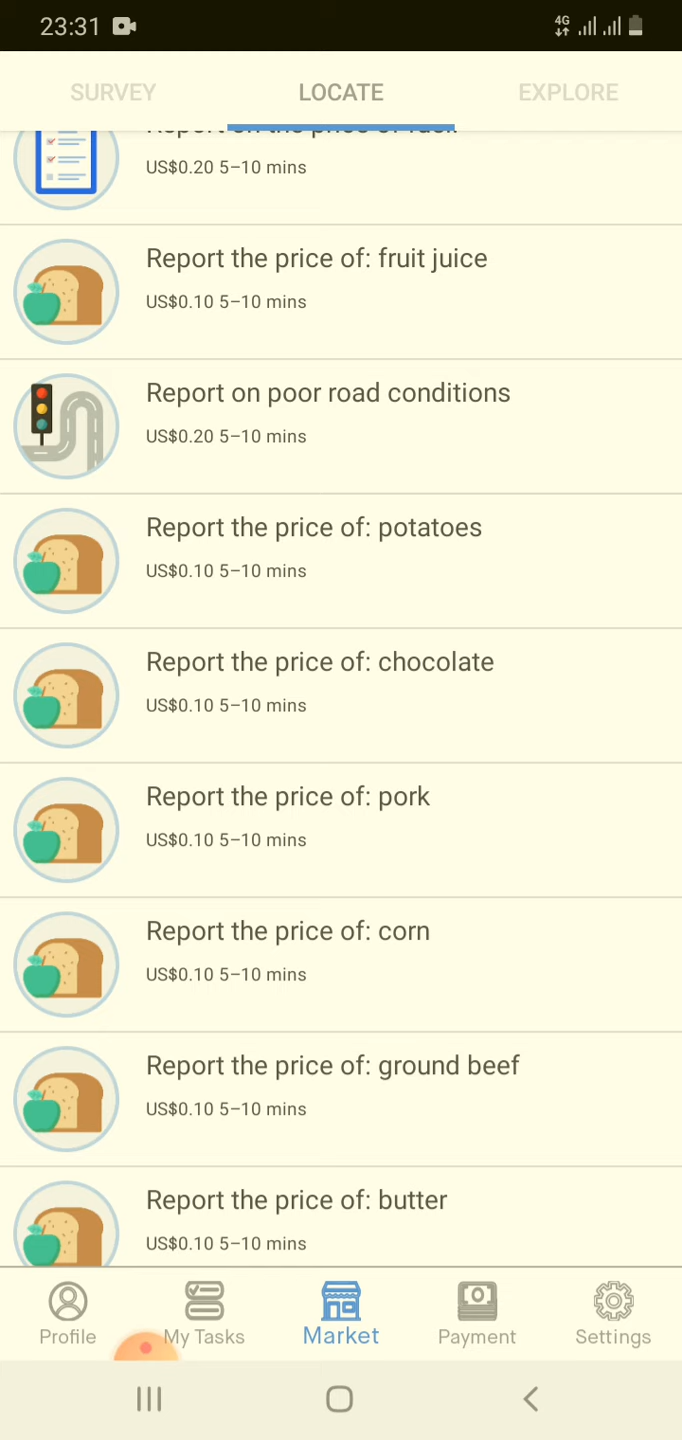 23:31
4G
SURVEY LOCATE EXPLORE
US$0.20 5–10 mins
Report the price of: fruit juice
US$0.10 5–10 mins
Report on poor road conditions
US$0.20 5–10 mins
Report the price of: potatoes
US$0.10 5–10 mins
Report the price of: chocolate
US$0.10 5–10 mins
Report the price of: pork
US$0.10 5–10 mins
Report the price of: corn
US$0.10 5–10 mins
Report the price of: ground beef
US$0.10 5–10 mins
Report the price of: butter
US$0.10 5–10 mins
Profile My Tasks Market Payment Settings